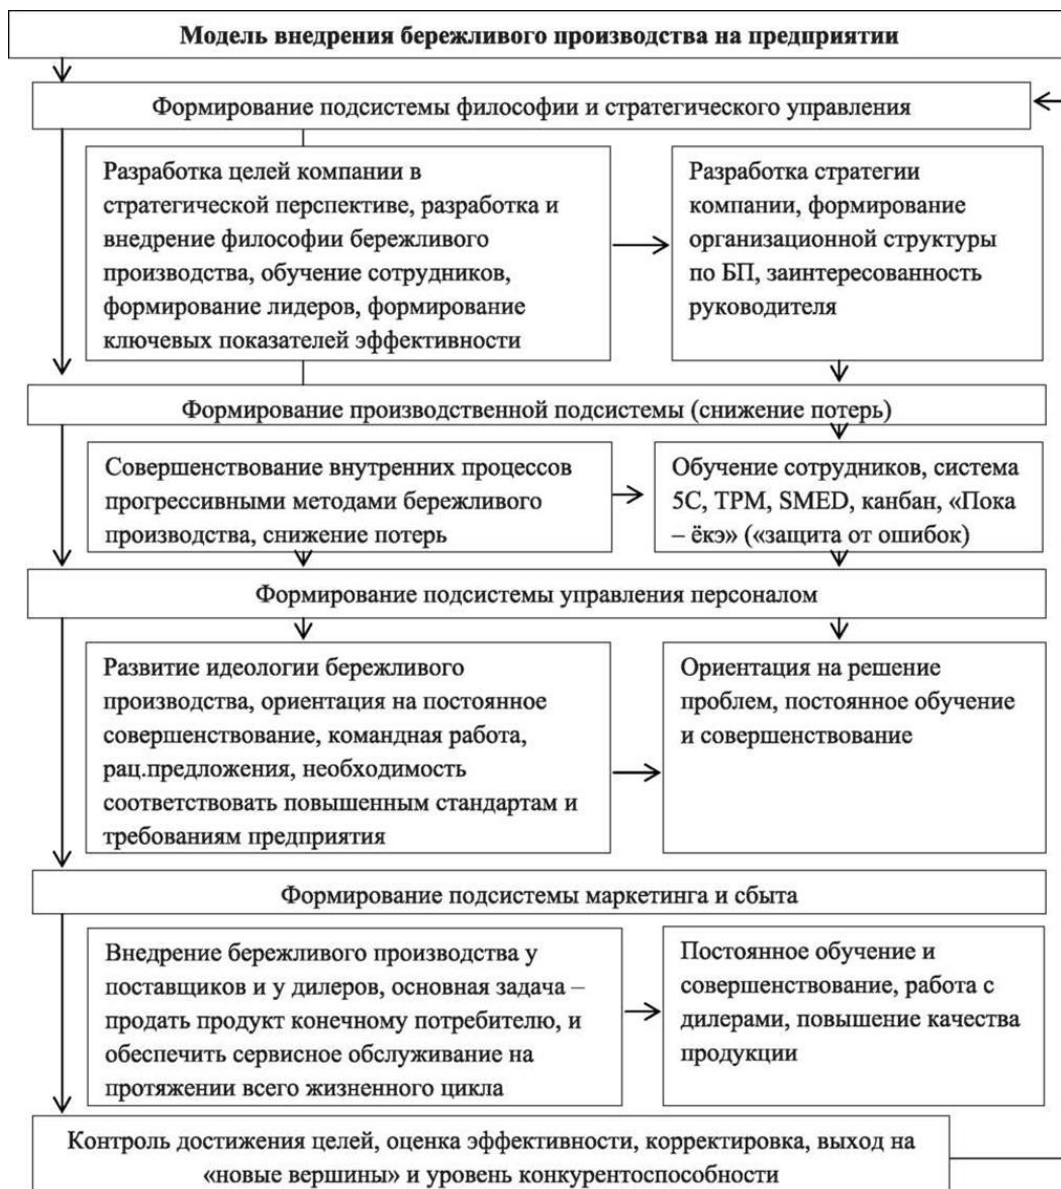 Модель внедрения бережливого производства на предприятии
Формирование подсистемы философии и стратегического управления
Разработка целей компании в
стратегической перспективе, разработка и
внедрение философии бережливого
производства, обучение сотрудников,
формирование лидеров, формирование
ключевых показателей эффективности
Разработка стратегии
компании, формирование
организационной структуры
по БП, заинтересованность
руководителя
Формирование производственной подсистемы (снижение потерь)
Совершенствование внутренних процессов
прогрессивными методами бережливого
производства, снижение потерь
Обучение сотрудников, система
5С, ТРМ, SMED, канбан, «Пока
– ёкэ» («защита от ошибок)
Формирование подсистемы управления персоналом
Развитие идеологии бережливого
производства, ориентация на постоянное
совершенствование, командная работа,
рац.предложения, необходимость
соответствовать повышенным стандартам и
требованиям предприятия
Ориентация на решение
проблем, постоянное обучение
и совершенствование
Формирование подсистемы маркетинга и сбыта
Внедрение бережливого производства у
поставщиков и у дилеров, основная задача –
продать продукт конечному потребителю, и
обеспечить сервисное обслуживание на
протяжении всего жизненного цикла
Постоянное обучение и
совершенствование, работа с
дилерами, повышение качества
продукции
Контроль достижения целей, оценка эффективности, корректировка, выход на
«новые вершины» и уровень конкурентоспособности